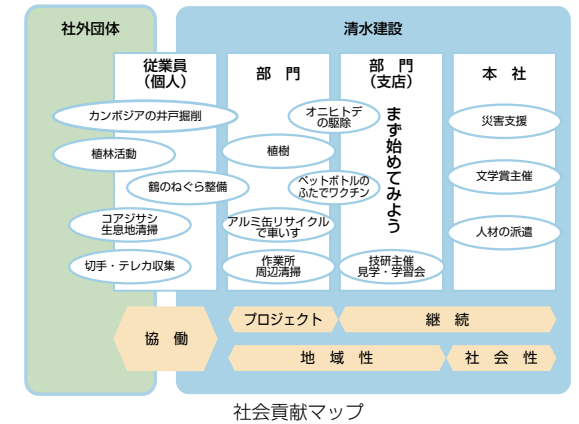 社外団体
清水建設
従業員
（個人）
部 門
部 門
（支店）
本 社
カンボジアの井戸掘削
植林活動
鶴のねぐら整備
コアジサシ
生息地清掃
切手・テレカ収集
オニヒトデ
の駆除
植樹
ペットボトルの
ふたでワクチン
アルミ缶リサイクル
で車いす
作業所
周辺清掃
まず始めてみよう
技研主催
見学・学習会
災害支援
文学賞主催
人材の派遣
協 働
プロジェクト
継 続
地 域 性
社 会 性
社会貢献マップ